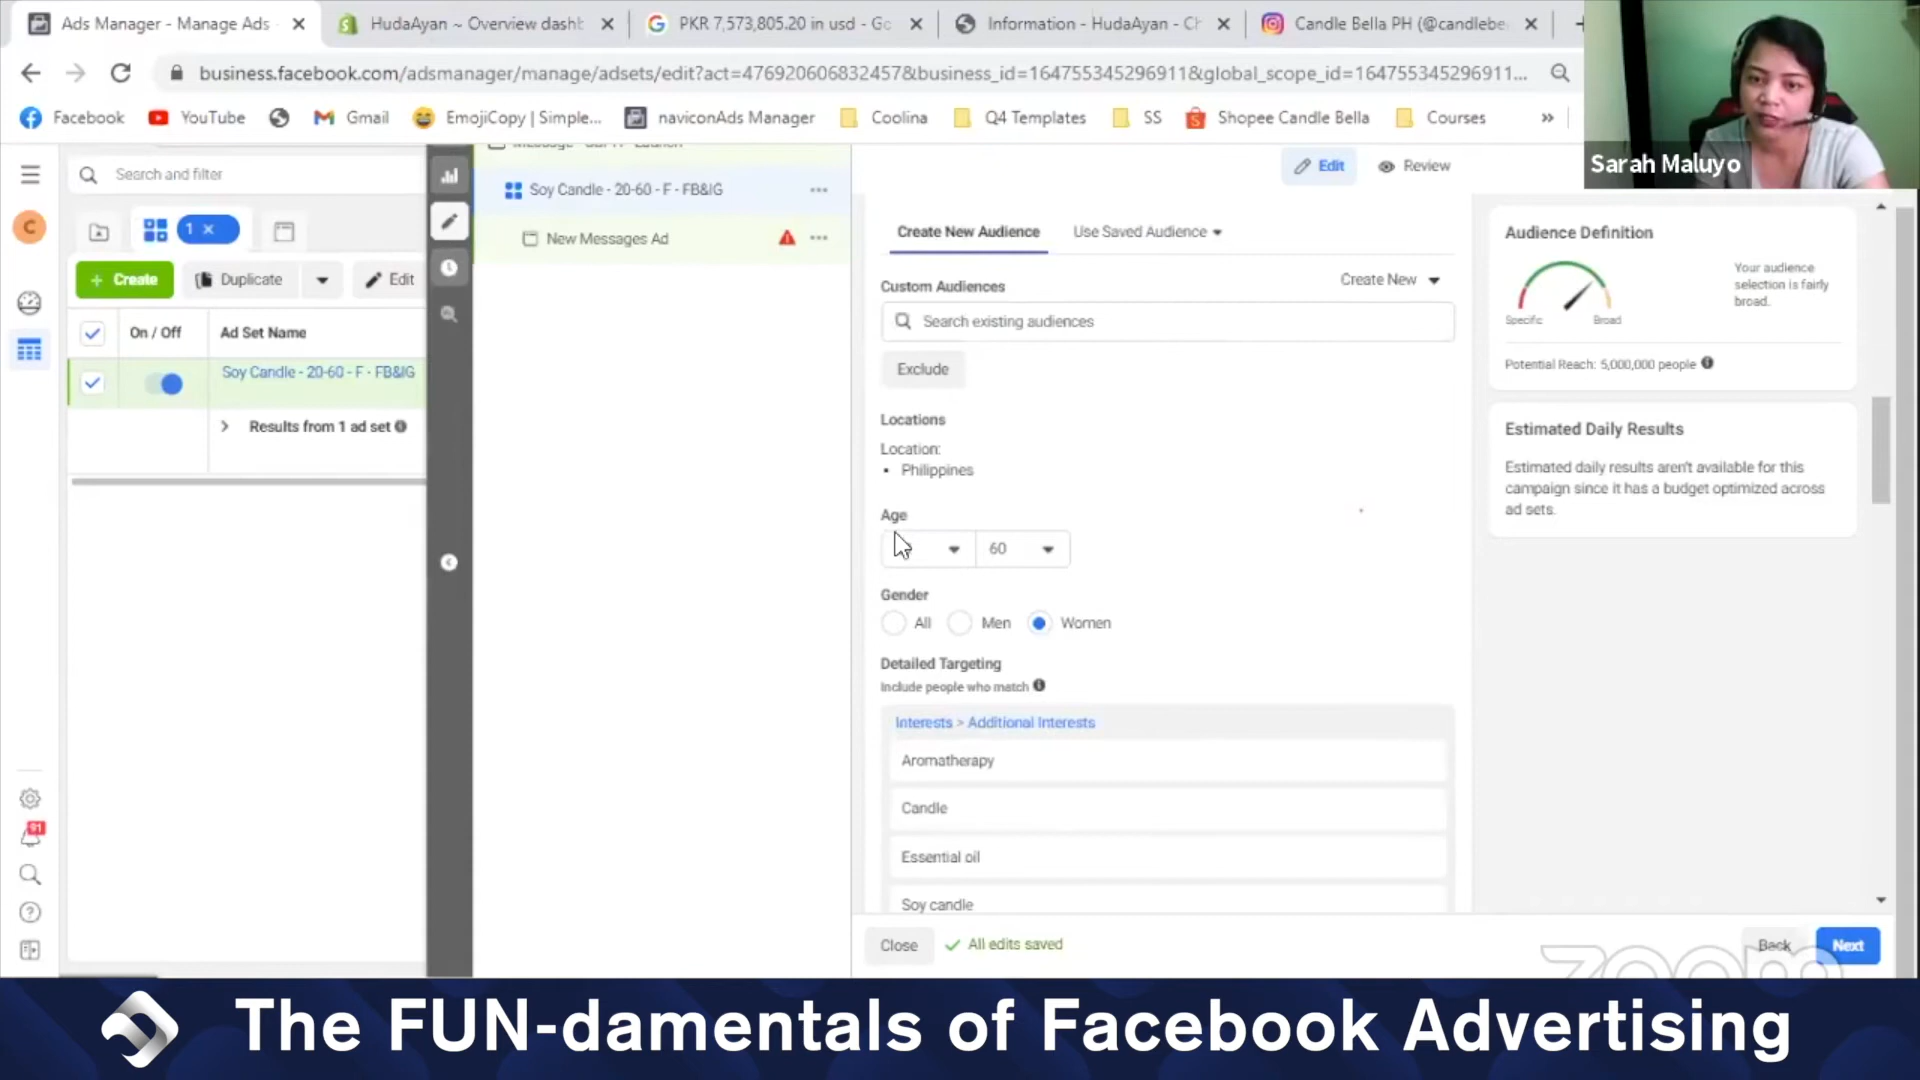 Ads Manager - Manage Ads
HudaAyan ~ Overview dashb
PKR 7,573,805.20 in usd - Go
Information - HudaAyan - Ch
Candle Bella PH (@candlebe
business.facebook.com/adsmanager/manage/adsets/edit?act=476920606832457&business_id=164755345296911&global_scope_id=164755345296911...
Facebook
YouTube
Gmail
EmojiCopy | Simple...
naviconAds Manager
Coolina
Q4 Templates
SS
Shopee Candle Bella
Courses
»
Sarah Maluyo
C
91
Search and filter
1 ×
+ Create
Duplicate
Edit
On / Off
Ad Set Name
Soy Candle - 20-60 - F - FB&IG
Results from 1 ad set
Soy Candle - 20-60 - F - FB&IG
New Messages Ad
Edit
Review
Create New Audience
Use Saved Audience
Custom Audiences
Create New
Search existing audiences
Exclude
Locations
Location:
• Philippines
Age
60
Gender
All
Men
Women
Detailed Targeting
Include people who match
Interests > Additional Interests
Aromatherapy
Candle
Essential oil
Soy candle
Close
All edits saved
Back
Next
Audience Definition
Specific
Broad
Your audience
selection is fairly
broad.
Potential Reach: 5,000,000 people
Estimated Daily Results
Estimated daily results aren't available for this
campaign since it has a budget optimized across
ad sets.
zoom
The FUN-damentals of Facebook Advertising